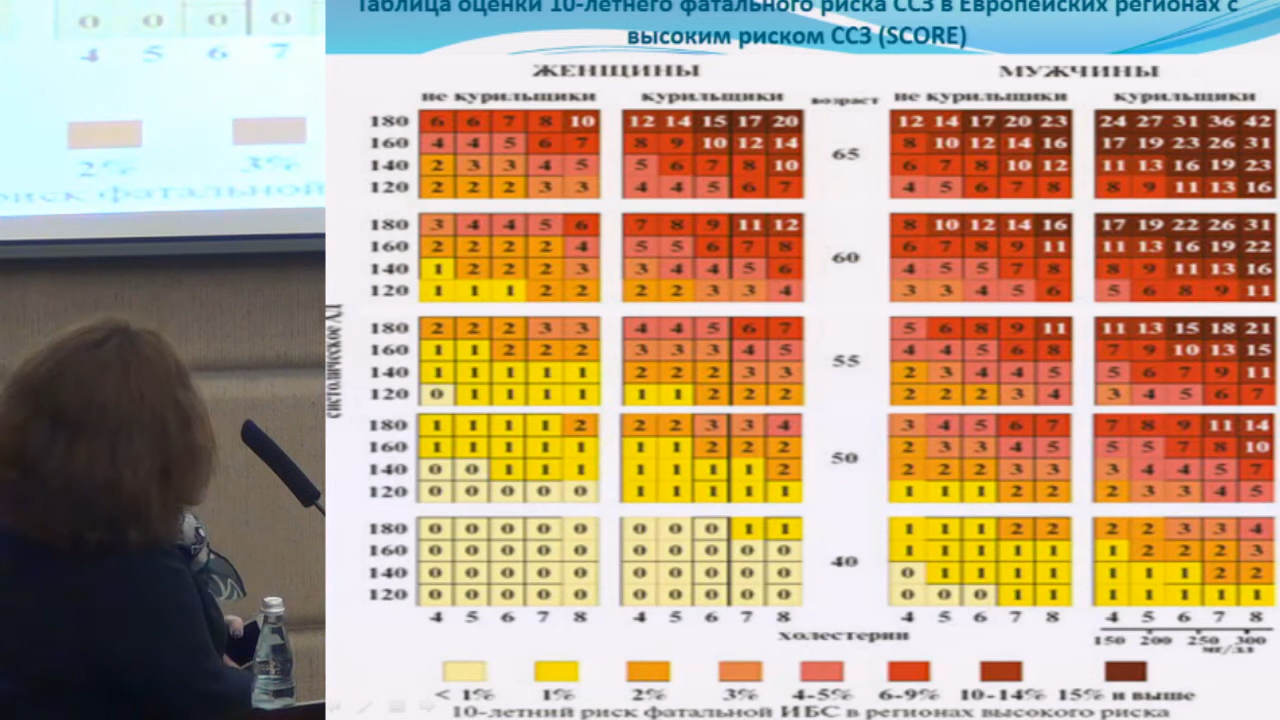 Таблица оценки 10-летнего фатального риска ССЗ в Европейских регионах с
высоким риском ССЗ (SCORE)
ЖЕНЩИНЫ МУЖЧИНЫ
не курильщики курильщики возраст не курильщики курильщики
180 6 6 7 8 10 12 14 15 17 20 12 14 17 20 23 24 27 31 36 42
160 4 4 5 6 7 8 9 10 12 14 8 10 12 14 16 17 19 23 26 31
65
140 2 3 3 4 5 5 6 7 8 10 6 7 8 10 12 11 13 16 19 23
120 2 2 2 3 3 4 4 5 6 7 4 5 6 7 8 8 9 11 13 16
180 3 4 4 5 6 7 8 9 11 12 8 10 12 14 16 17 19 22 26 31
160 2 2 2 2 4 5 5 6 7 8 6 7 8 9 11 11 13 16 19 22
60
140 1 2 2 2 3 3 4 4 5 6 4 5 5 7 8 8 9 11 13 16
120 1 1 1 2 2 2 2 3 3 4 3 3 4 5 6 5 6 8 9 11
180 2 2 2 3 3 4 4 5 6 7 5 6 8 9 11 11 13 15 18 21
160 1 1 2 2 2 3 3 3 4 5 4 4 5 6 8 7 9 10 13 15
55
140 1 1 1 1 1 2 2 2 3 3 2 3 4 4 5 5 6 7 9 11
120 0 1 1 1 1 1 1 2 2 2 2 2 2 3 4 3 4 5 6 7
систолическое АД
180 1 1 1 1 2 2 2 3 3 4 3 4 5 6 7 7 8 9 11 14
160 1 1 1 1 1 1 1 2 2 2 2 3 3 4 5 5 5 7 8 10
50
140 0 0 1 1 1 1 1 1 1 2 2 2 2 3 3 3 4 4 5 7
120 0 0 0 0 0 1 1 1 1 1 1 1 1 2 2 2 3 3 4 5
180 0 0 0 0 0 0 0 0 1 1 1 1 1 2 2 2 2 3 3 4
160 0 0 0 0 0 0 0 0 0 0 1 1 1 1 1 1 2 2 2 3
40
140 0 0 0 0 0 0 0 0 0 0 0 1 1 1 1 1 1 1 2 2
120 0 0 0 0 0 0 0 0 0 0 0 0 0 1 1 1 1 1 1 1
4 5 6 7 8 4 5 6 7 8 4 5 6 7 8 4 5 6 7 8
холестерин
150 200 250 300
мг/дл
< 1% 1% 2% 3% 4-5% 6-9% 10-14% 15% и выше
10-летний риск фатальной ИБС в регионах высокого риска
0 0 0 0
4 5 6 7
2% 3%
риск фатальной